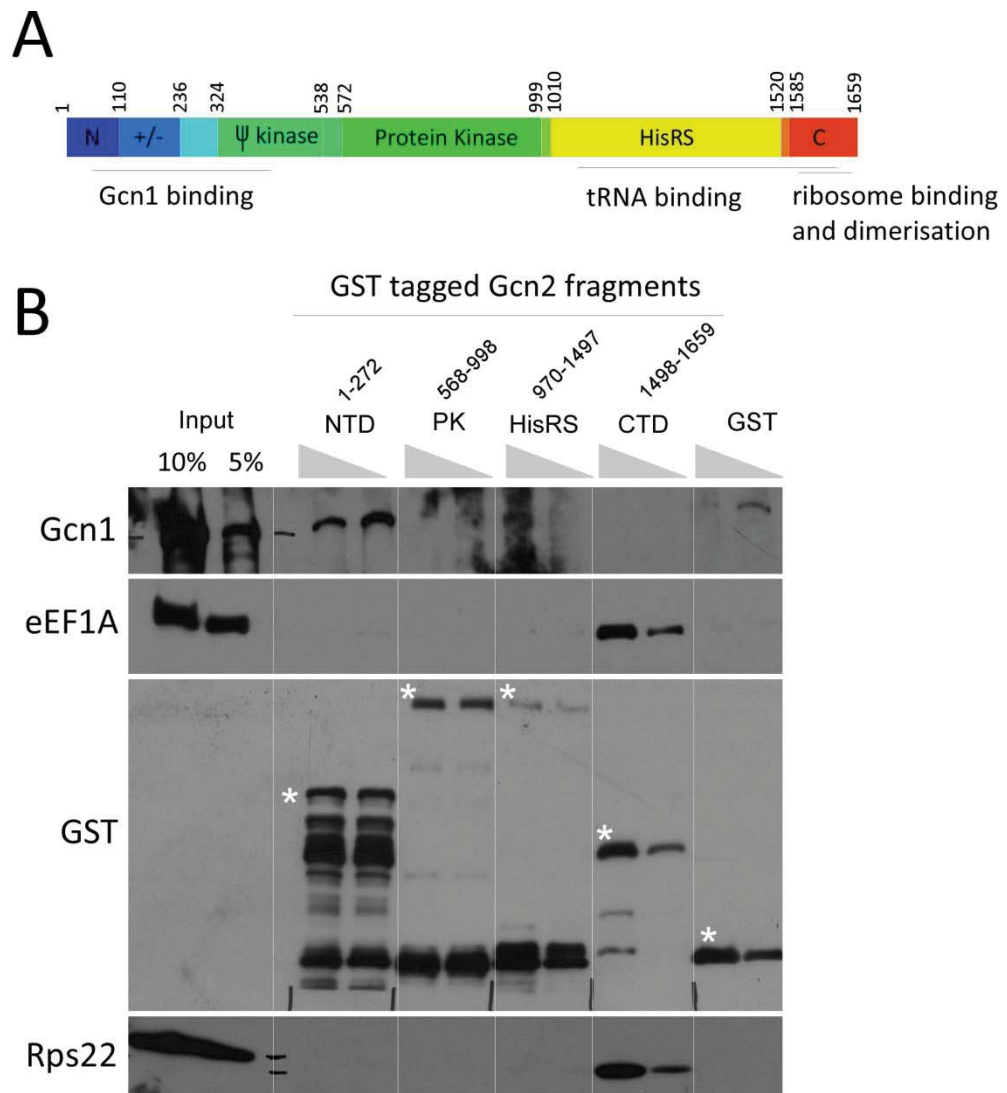 A
1 110 236 324 538 572 999 1010 1520 1585 1659
N +/- Ψ kinase Protein Kinase HisRS C
Gcn1 binding tRNA binding ribosome binding
and dimerisation
B
GST tagged Gcn2 fragments
1-272 568-998 970-1497 1498-1659
Input NTD PK HisRS CTD GST
10% 5%
Gcn1
eEF1A
* * * * *
GST
Rps22